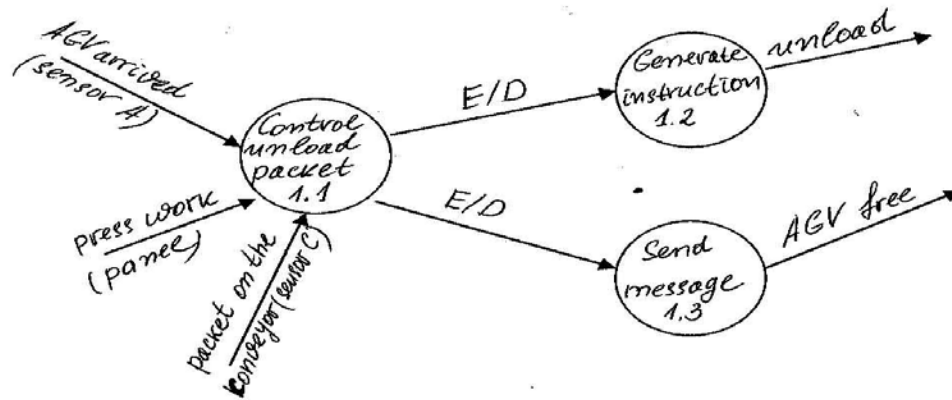 AGV arrived
(sensor A)
press work
(panel)
packet on the
conveyor (sensor C)
Control
unload
packet
1.1
E/D
E/D
Generate
instruction
1.2
unload
Send
message
1.3
AGV free